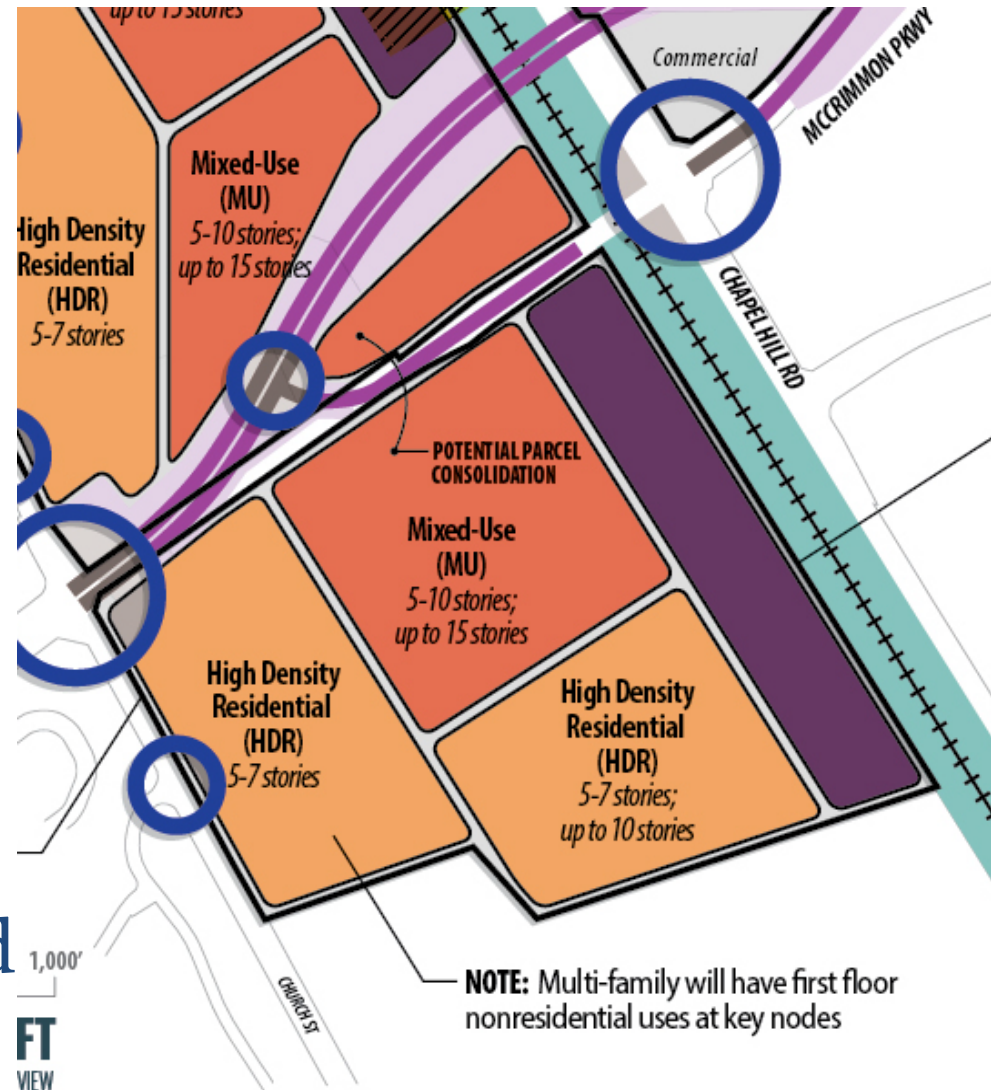 up to 15 stories
Commercial
MCCRIMMON PKWY
Mixed-Use
(MU)
5-10 stories;
up to 15 stories
High Density
Residential
(HDR)
5-7 stories
CHAPEL HILL RD
POTENTIAL PARCEL
CONSOLIDATION
Mixed-Use
(MU)
5-10 stories;
up to 15 stories
High Density
Residential
(HDR)
5-7 stories
High Density
Residential
(HDR)
5-7 stories;
up to 10 stories
d
1,000'
CHURCH ST
NOTE: Multi-family will have first floor
nonresidential uses at key nodes
FT
VIEW